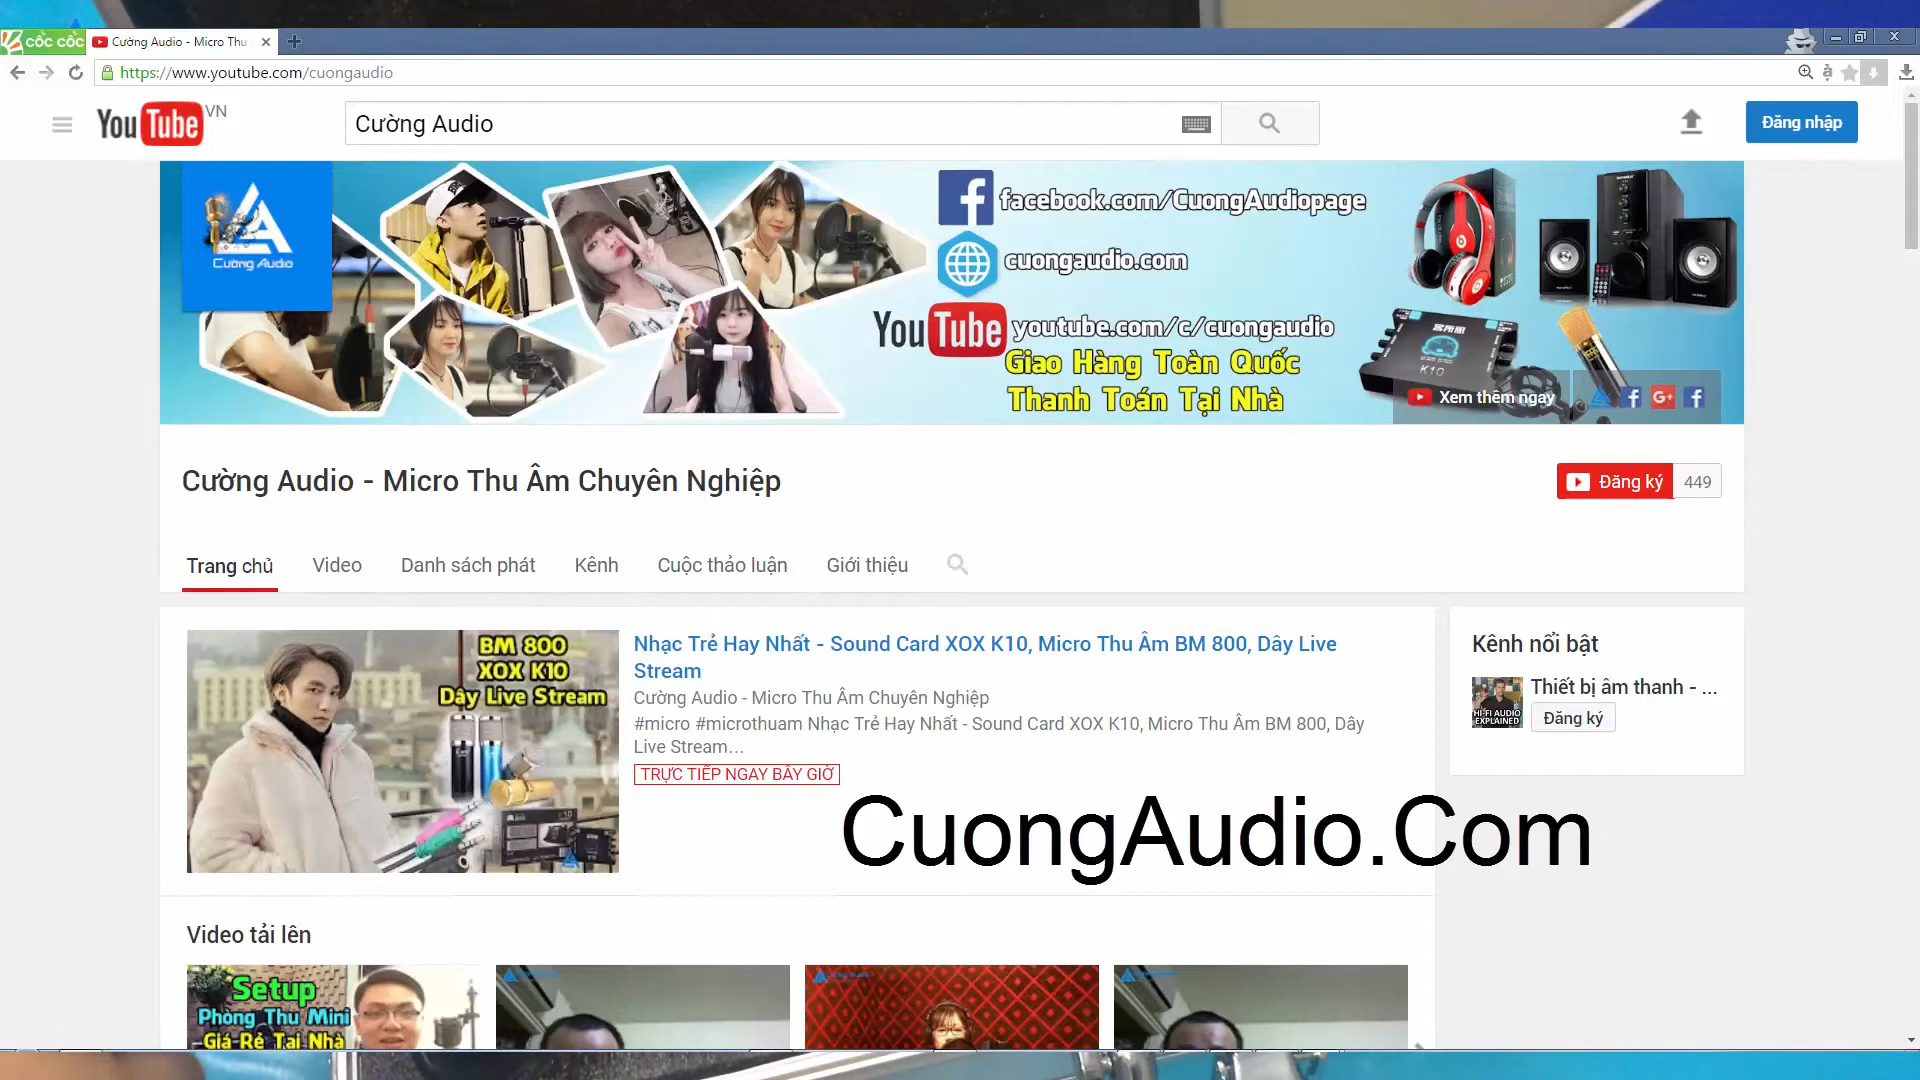 CỐC CỐC
Cường Audio - Micro Thu
https://www.youtube.com/cuongaudio
YouTube VN
Cường Audio
Đăng nhập
Cường Audio
facebook.com/CuongAudiopage
cuongaudio.com
YouTube youtube.com/c/cuongaudio
Giao Hàng Toàn Quốc
Thanh Toán Tại Nhà
K10
Xem thêm ngay
Cường Audio - Micro Thu Âm Chuyên Nghiệp
Đăng ký 449
Trang chủ
Video
Danh sách phát
Kênh
Cuộc thảo luận
Giới thiệu
BM 800
XOX K10
Dây Live Stream
Nhạc Trẻ Hay Nhất - Sound Card XOX K10, Micro Thu Âm BM 800, Dây Live
Stream
Cường Audio - Micro Thu Âm Chuyên Nghiệp
#micro #microthuam Nhạc Trẻ Hay Nhất - Sound Card XOX K10, Micro Thu Âm BM 800, Dây
Live Stream…
TRỰC TIẾP NGAY BÂY GIỜ
Kênh nổi bật
HI-FI AUDIO
EXPLAINED
Thiết bị âm thanh - ...
Đăng ký
CuongAudio.Com
Video tải lên
Setup
Phòng Thu Mini
Giá Rẻ Tại Nhà